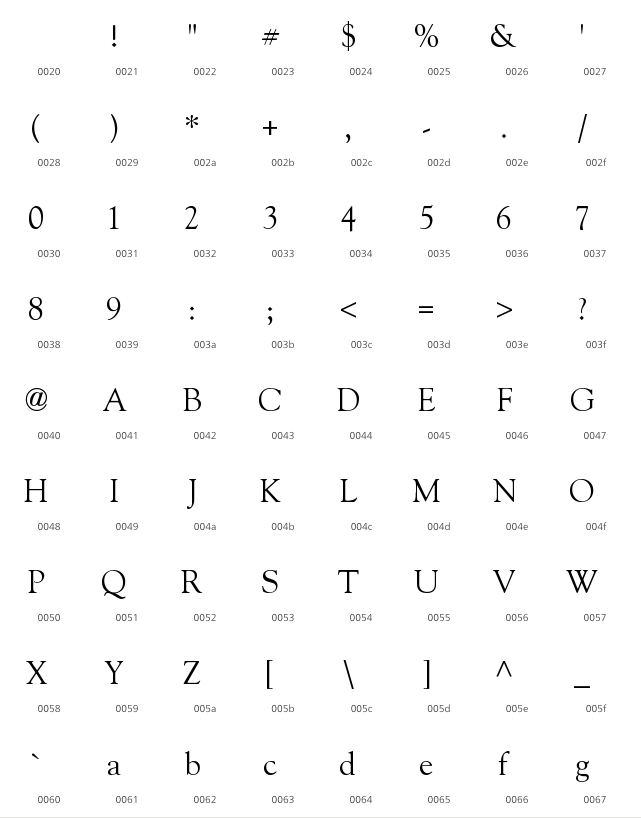 ! " # $ % & '
0020 0021 0022 0023 0024 0025 0026 0027
( ) * + , - . /
0028 0029 002a 002b 002c 002d 002e 002f
0 1 2 3 4 5 6 7
0030 0031 0032 0033 0034 0035 0036 0037
8 9 : ; < = > ?
0038 0039 003a 003b 003c 003d 003e 003f
@ A B C D E F G
0040 0041 0042 0043 0044 0045 0046 0047
H I J K L M N O
0048 0049 004a 004b 004c 004d 004e 004f
P Q R S T U V W
0050 0051 0052 0053 0054 0055 0056 0057
X Y Z [ \ ] ^ _
0058 0059 005a 005b 005c 005d 005e 005f
` a b c d e f g
0060 0061 0062 0063 0064 0065 0066 0067